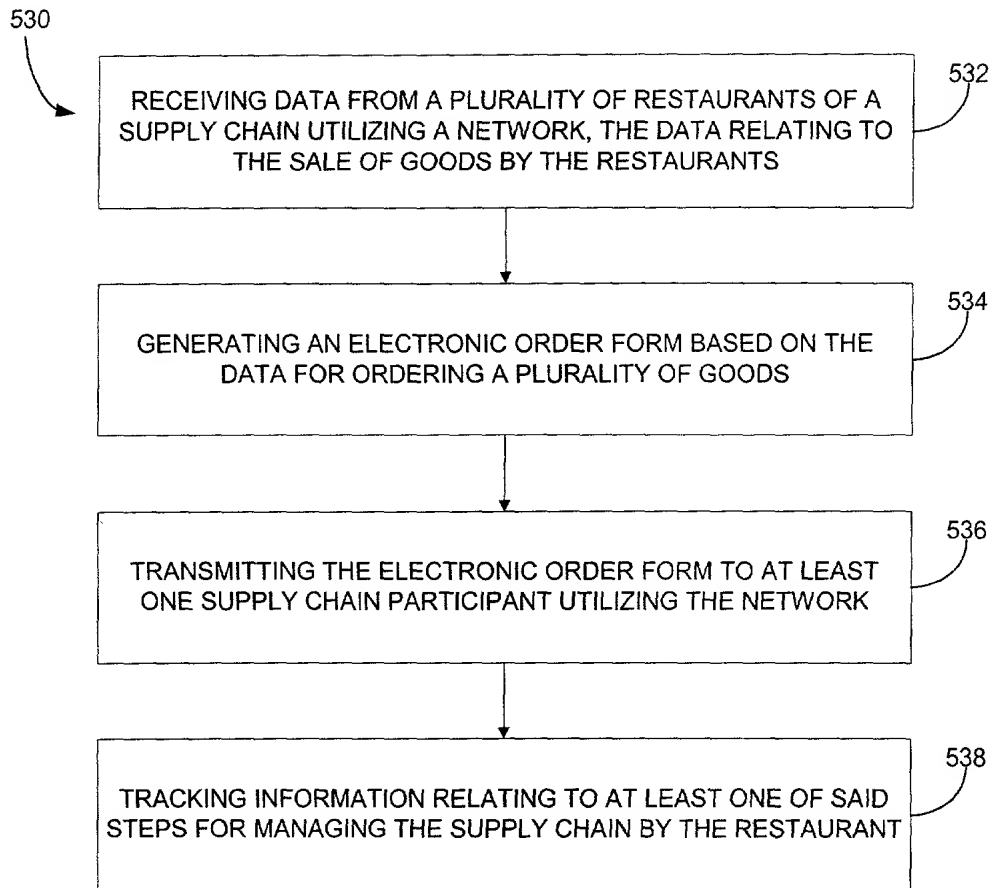 530
532
RECEIVING DATA FROM A PLURALITY OF RESTAURANTS OF A
SUPPLY CHAIN UTILIZING A NETWORK, THE DATA RELATING TO
THE SALE OF GOODS BY THE RESTAURANTS
534
GENERATING AN ELECTRONIC ORDER FORM BASED ON THE
DATA FOR ORDERING A PLURALITY OF GOODS
536
TRANSMITTING THE ELECTRONIC ORDER FORM TO AT LEAST
ONE SUPPLY CHAIN PARTICIPANT UTILIZING THE NETWORK
538
TRACKING INFORMATION RELATING TO AT LEAST ONE OF SAID
STEPS FOR MANAGING THE SUPPLY CHAIN BY THE RESTAURANT